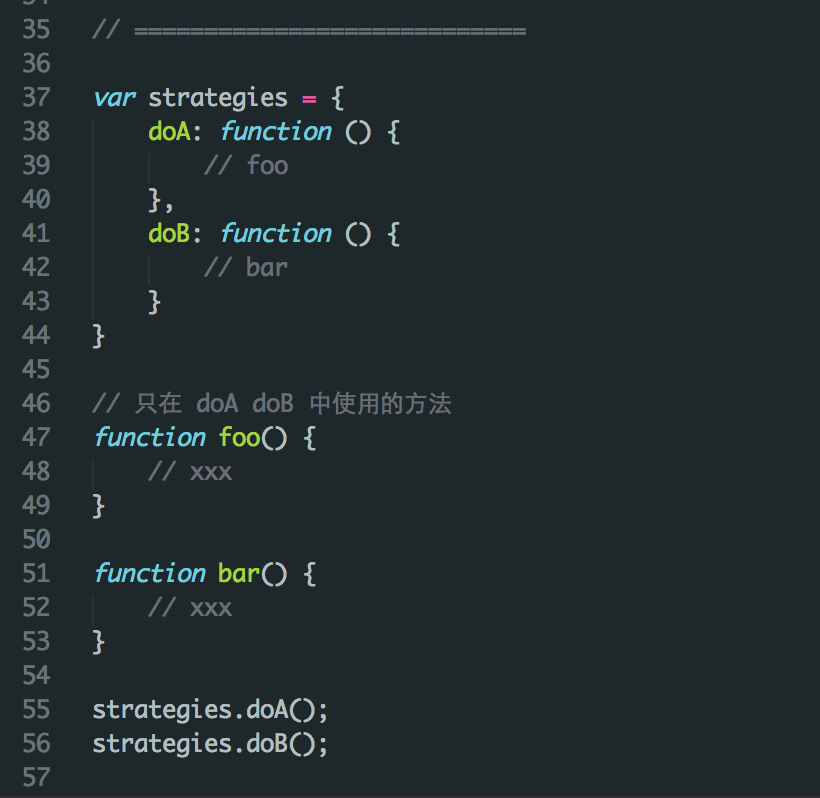 35 // ============================
36
37 var strategies = {
38     doA: function () {
39         // foo
40     },
41     doB: function () {
42         // bar
43     }
44 }
45
46 // 只在 doA doB 中使用的方法
47 function foo() {
48     // xxx
49 }
50
51 function bar() {
52     // xxx
53 }
54
55 strategies.doA();
56 strategies.doB();
57